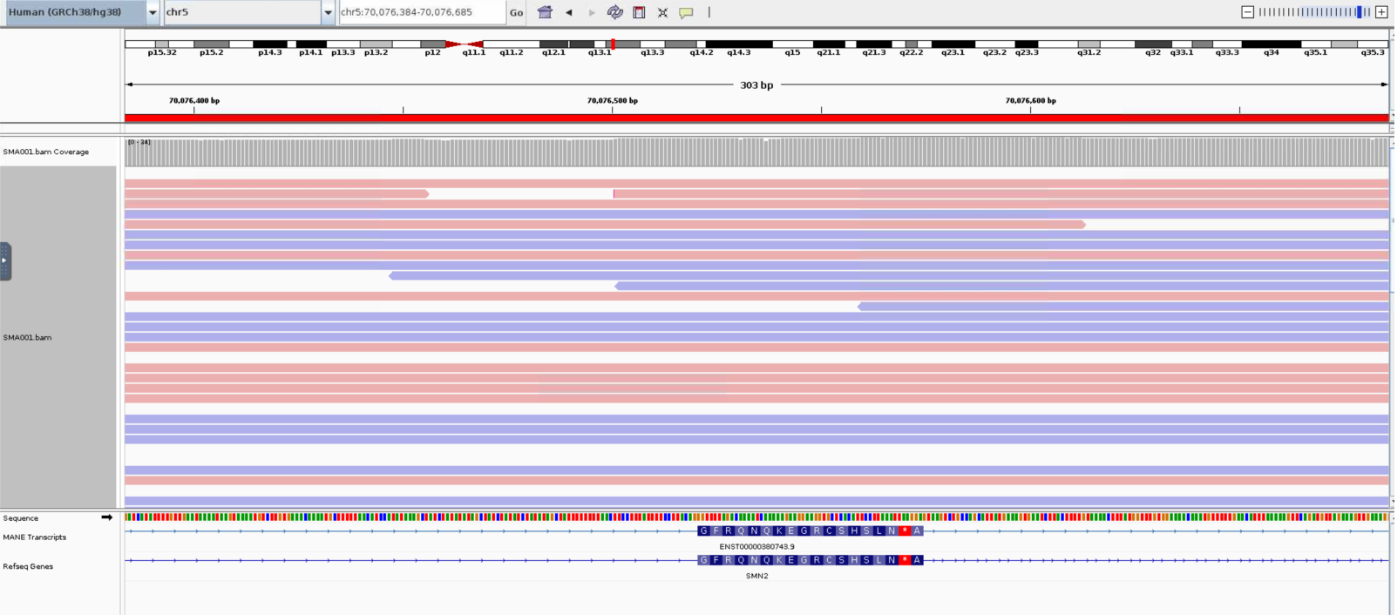 Human (GRCh38/hg38) chr5 chr5:70,076,384-70,076,685 Go
p15.32 p15.2 p14.3 p14.1 p13.3 p13.2 p12 q11.1 q11.2 q12.1 q13.1 q13.3 q14.2 q14.3 q15 q21.1 q21.3 q22.2 q23.1 q23.2 q23.3 q31.2 q32 q33.1 q33.3 q34 q35.1 q35.3
303 bp
70,076,400 bp 70,076,500 bp 70,076,600 bp
SMA001.bam Coverage [0 - 34]
SMA001.bam
Sequence
MANE Transcripts G F R Q N Q K E G R C S H S L N * A
ENST00000380743.9
Refseq Genes G F R Q N Q K E G R C S H S L N * A
SMN2